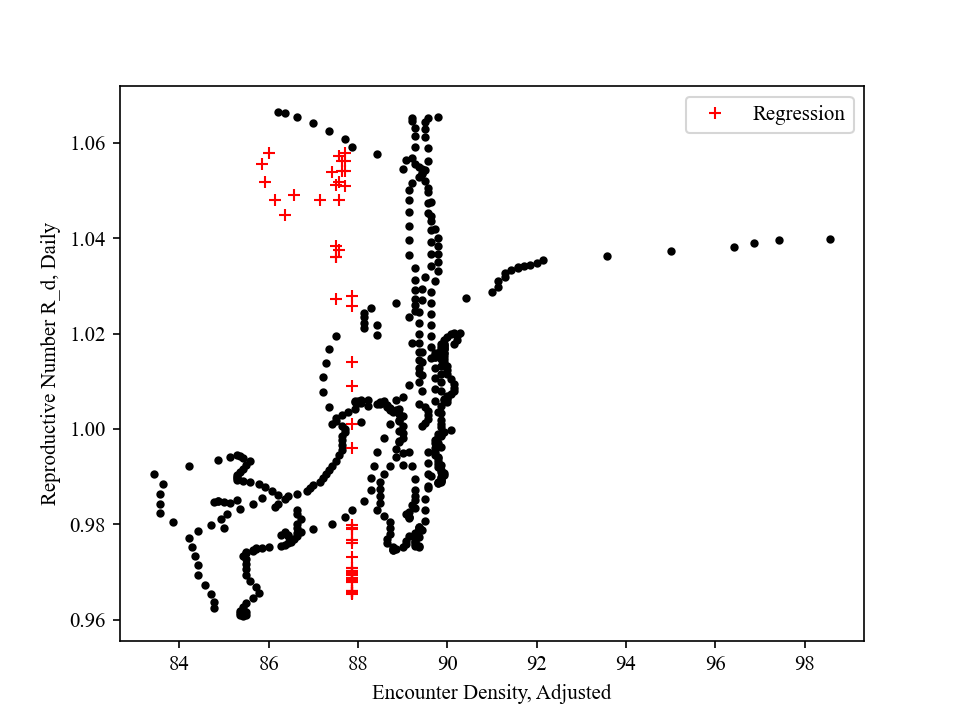 Regression
1.06
1.04
1.02
1.00
0.98
0.96
Reproductive Number R_d, Daily
84 86 88 90 92 94 96 98
Encounter Density, Adjusted